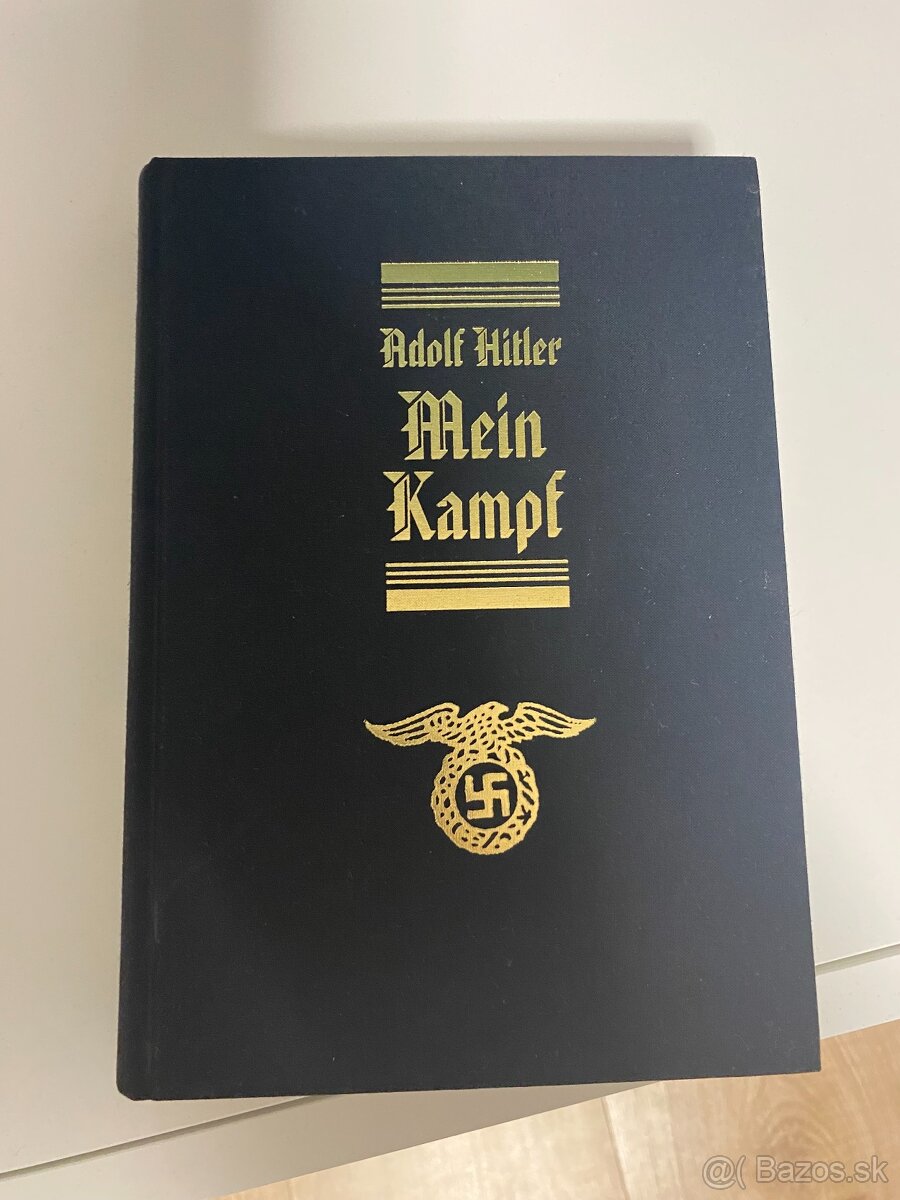 Adolf Hitler
Mein
Kampf
@( Bazos.sk